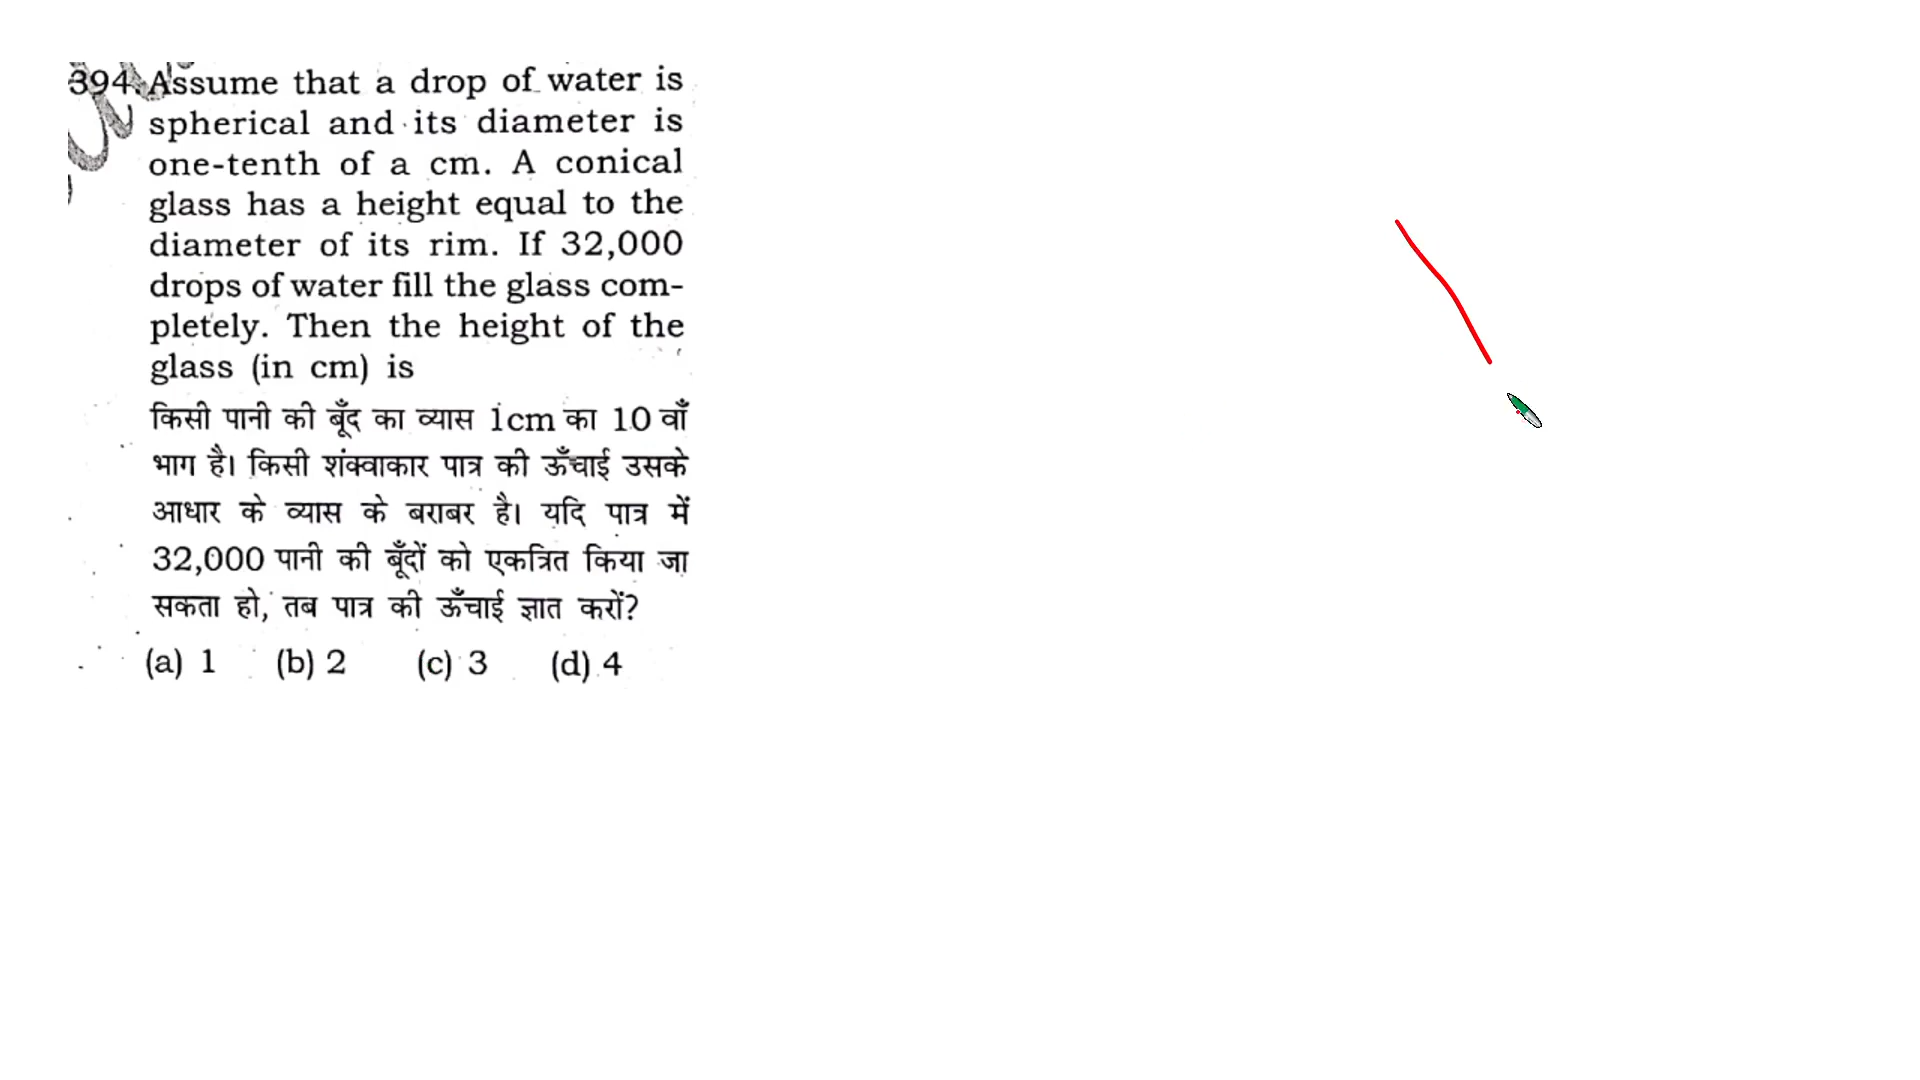 394. Assume that a drop of water is
spherical and its diameter is
one-tenth of a cm. A conical
glass has a height equal to the
diameter of its rim. If 32,000
drops of water fill the glass com-
pletely. Then the height of the
glass (in cm) is
किसी पानी की बूँद का व्यास 1cm का 10 वाँ
भाग है। किसी शंक्वाकार पात्र की ऊँचाई उसके
आधार के व्यास के बराबर है। यदि पात्र में
32,000 पानी की बूँदों को एकत्रित किया जा
सकता हो, तब पात्र की ऊँचाई ज्ञात करों?
(a) 1 (b) 2 (c) 3 (d) 4